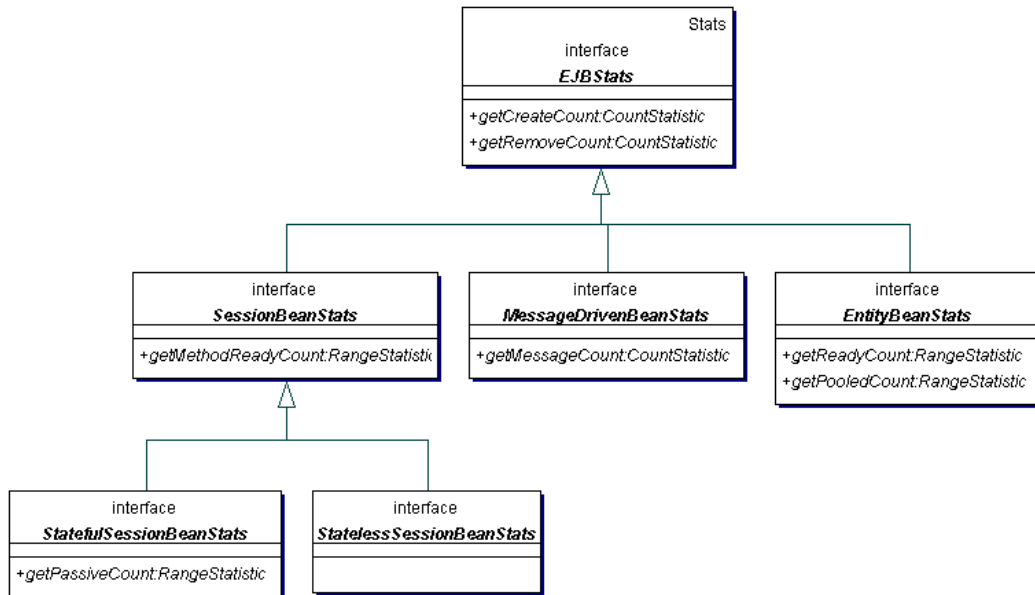 Stats
interface
EJBStats
+getCreateCount:CountStatistic
+getRemoveCount:CountStatistic
interface
SessionBeanStats
+getMethodReadyCount:RangeStatistic
interface
MessageDrivenBeanStats
+getMessageCount:CountStatistic
interface
EntityBeanStats
+getReadyCount:RangeStatistic
+getPooledCount:RangeStatistic
interface
StatefulSessionBeanStats
+getPassiveCount:RangeStatistic
interface
StatelessSessionBeanStats